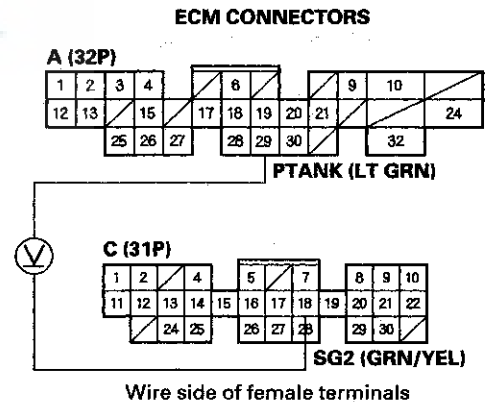 ECM CONNECTORS
A (32P)
1 2 3 4 6 9 10
12 13 15 17 18 19 20 21 24
25 26 27 28 29 30 32
PTANK (LT GRN)
V
C (31P)
1 2 4 5 7 8 9 10
11 12 13 14 15 16 17 18 19 20 21 22
24 25 26 27 28 29 30
SG2 (GRN/YEL)
Wire side of female terminals